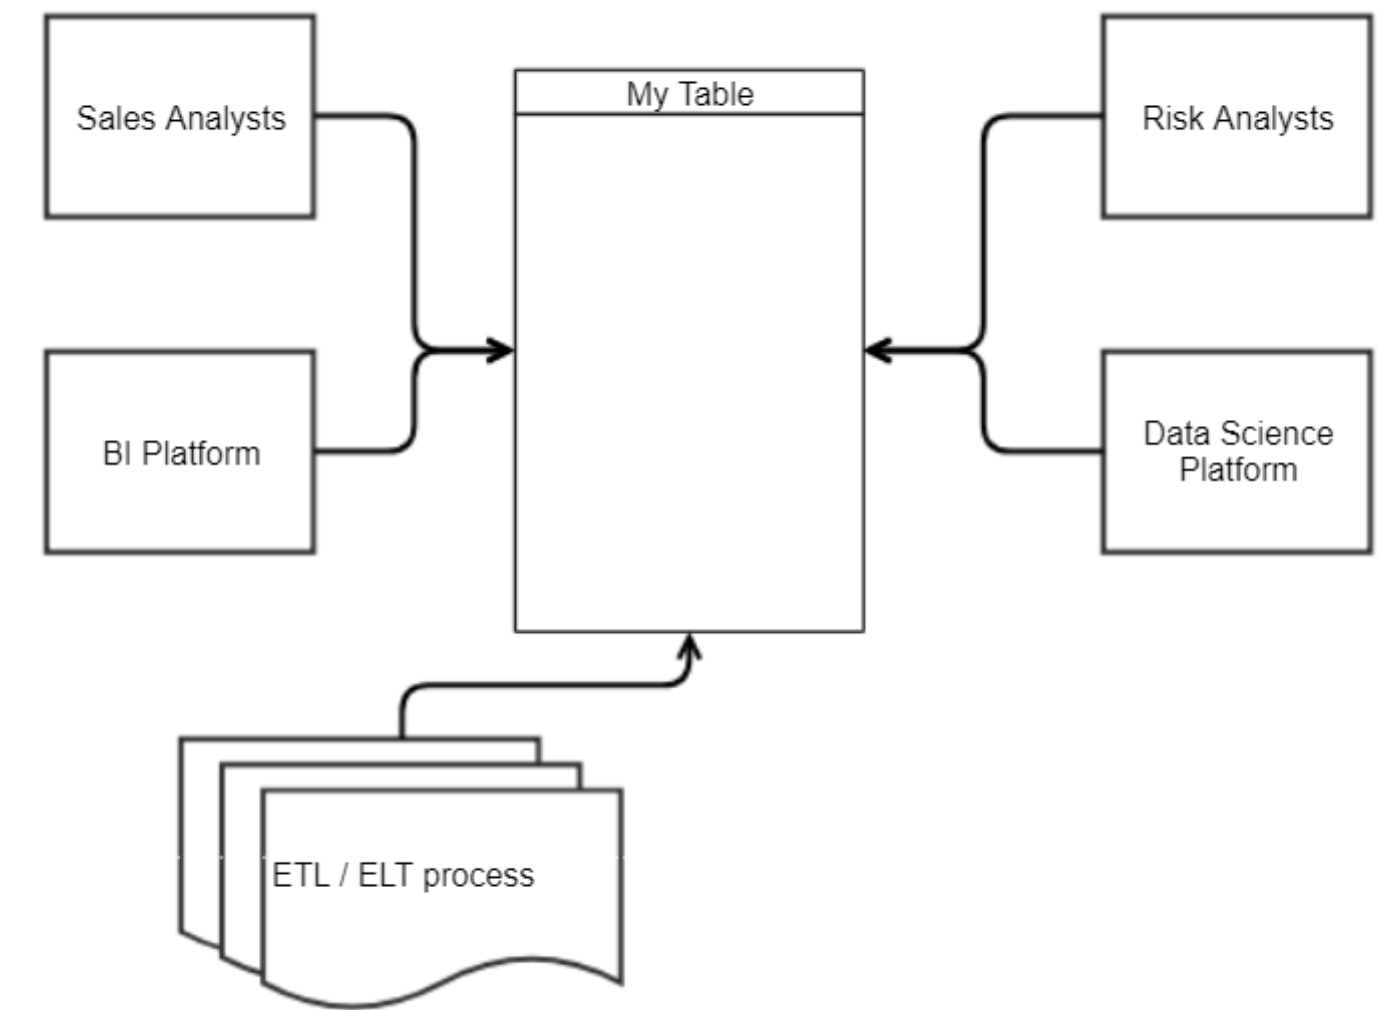 Sales Analysts
My Table
Risk Analysts
BI Platform
Data Science
Platform
ETL / ELT process